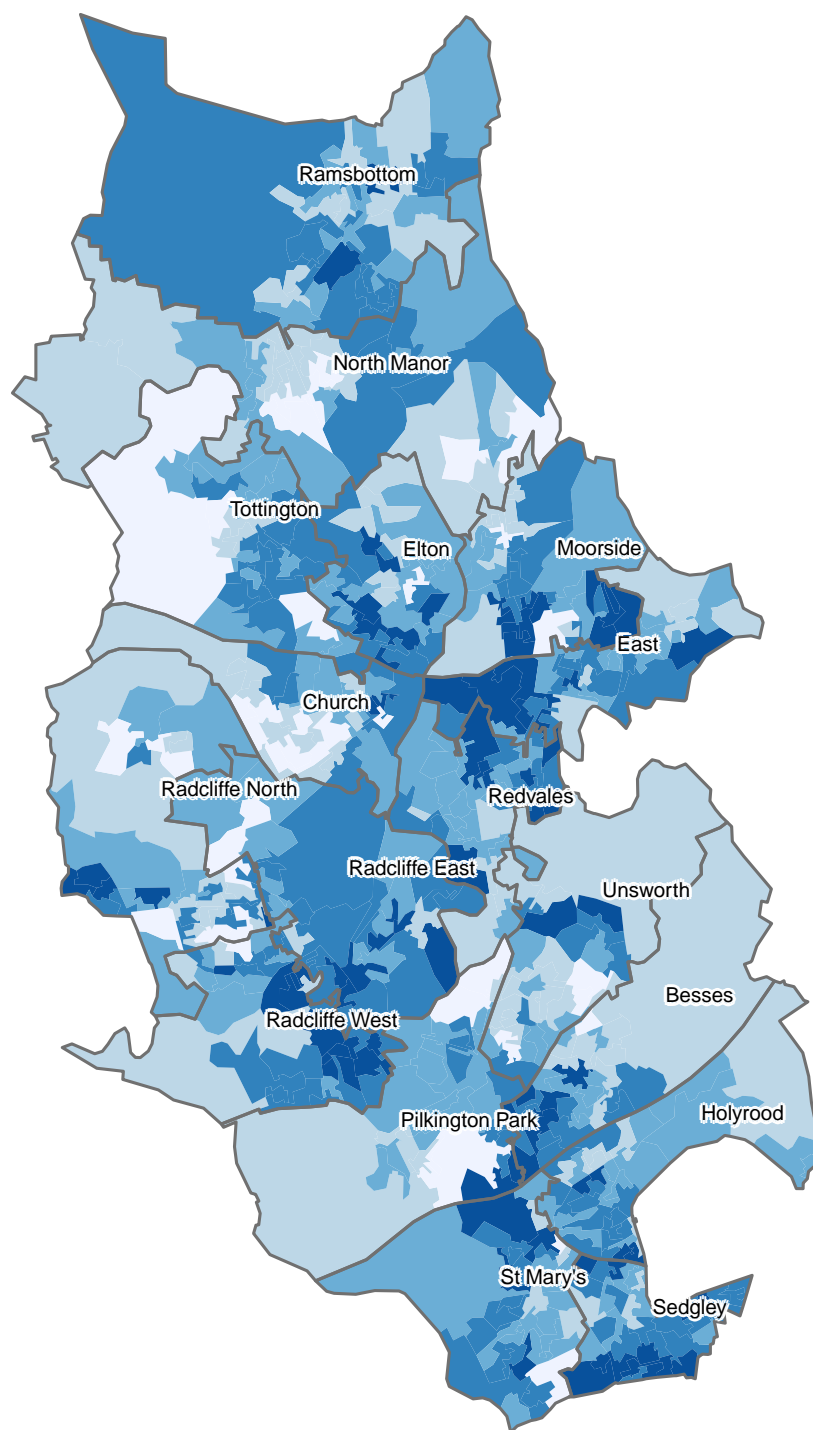 Ramsbottom
North Manor
Tottington
Elton
Moorside
East
Church
Radcliffe North
Redvales
Radcliffe East
Unsworth
Besses
Radcliffe West
Holyrood
Pilkington Park
St Mary's
Sedgley